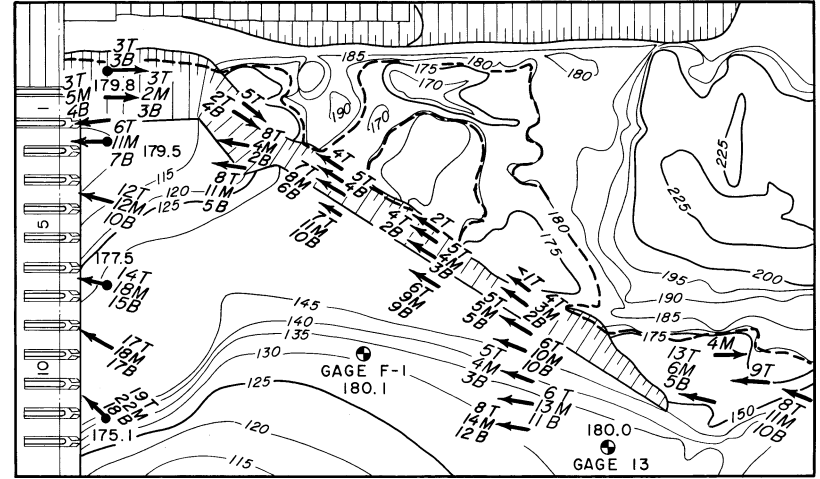 185
180
175
170
180
190
170
225
225
3T
3B
3T
5M
4B
179.8
3T
2M
3B
6T
11M
7B
179.5
2T
4B
5T
8T
4M
2B
8T
11M
5B
115
120
125
12T
12M
10B
4T
5T
4B
7T
8M
6B
7T
11M
10B
4T
2B
2T
5T
4M
3B
180
175
1
5
10
177.5
14T
18M
15B
6T
9M
9B
<1T
4T
3M
2B
5T
5M
5B
200
195
190
185
175
145
140
135
130
125
120
115
17T
18M
17B
19T
22M
18B
175.1
GAGE F-1
180.1
6T
10M
10B
5T
4M
3B
6T
13M
11B
8T
14M
12B
4M
13T
6M
5B
9T
8T
11M
10B
150
180.0
GAGE 13